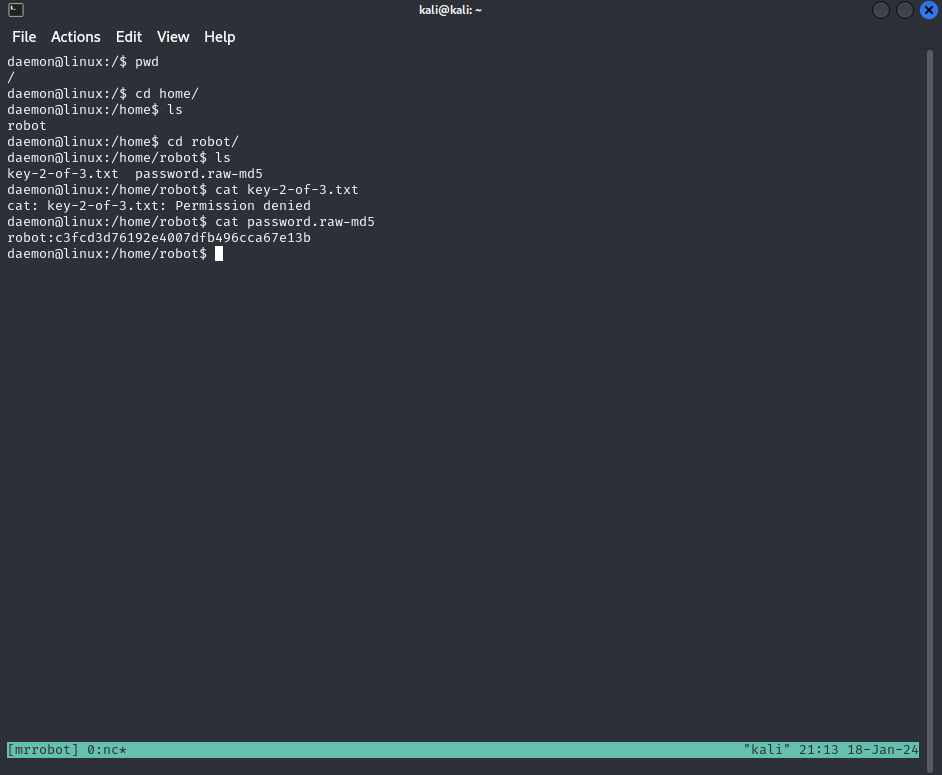 kali@kali: ~
File Actions Edit View Help
daemon@linux:/$ pwd
/
daemon@linux:/$ cd home/
daemon@linux:/home$ ls
robot
daemon@linux:/home$ cd robot/
daemon@linux:/home/robot$ ls
key-2-of-3.txt  password.raw-md5
daemon@linux:/home/robot$ cat key-2-of-3.txt
cat: key-2-of-3.txt: Permission denied
daemon@linux:/home/robot$ cat password.raw-md5
robot:c3fcd3d76192e4007dfb496cca67e13b
daemon@linux:/home/robot$
[mrrobot] 0:nc* "kali" 21:13 18-Jan-24